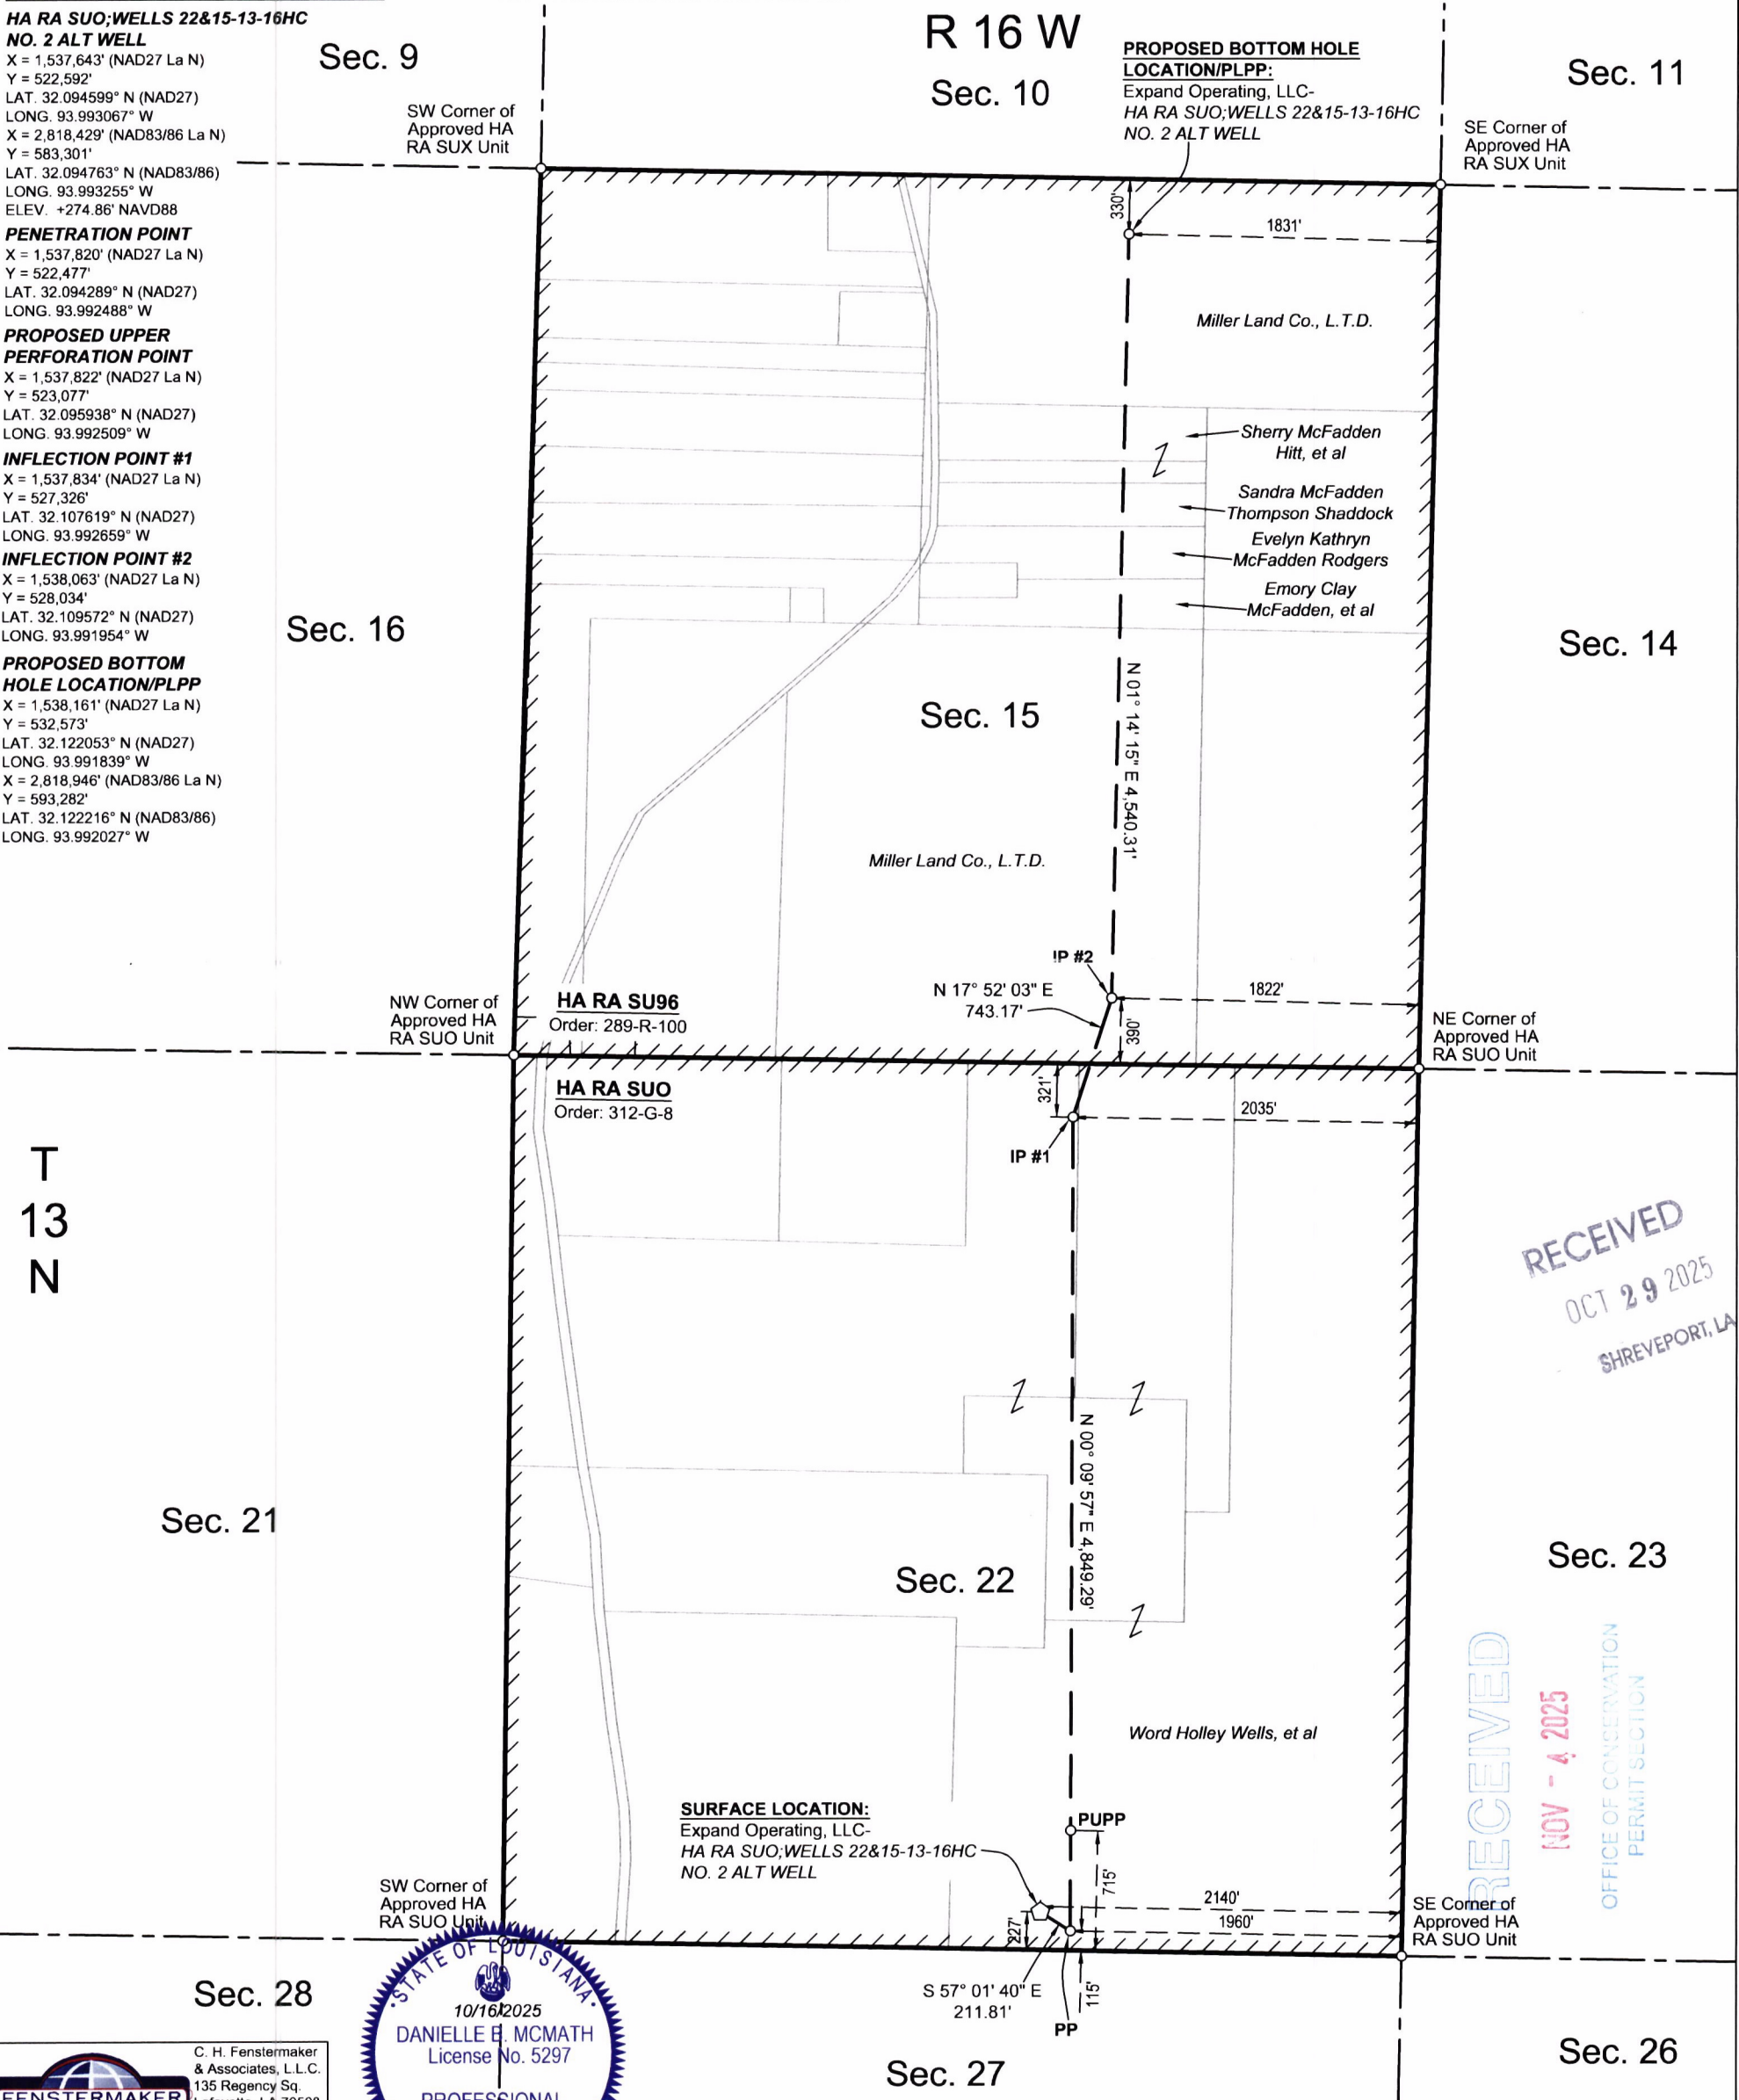 HA RA SUO;WELLS 22&15-13-16HC
NO. 2 ALT WELL
X = 1,537,643' (NAD27 La N)
Y = 522,592'
LAT. 32.094599° N (NAD27)
LONG. 93.993067° W
X = 2,818,429' (NAD83/86 La N)
Y = 583,301'
LAT. 32.094763° N (NAD83/86)
LONG. 93.993255° W
ELEV. +274.86' NAVD88
PENETRATION POINT
X = 1,537,820' (NAD27 La N)
Y = 522,477'
LAT. 32.094289° N (NAD27)
LONG. 93.992488° W
PROPOSED UPPER
PERFORATION POINT
X = 1,537,822' (NAD27 La N)
Y = 523,077'
LAT. 32.095938° N (NAD27)
LONG. 93.992509° W
INFLECTION POINT #1
X = 1,537,834' (NAD27 La N)
Y = 527,326'
LAT. 32.107619° N (NAD27)
LONG. 93.992659° W
INFLECTION POINT #2
X = 1,538,063' (NAD27 La N)
Y = 528,034'
LAT. 32.109572° N (NAD27)
LONG. 93.991954° W
PROPOSED BOTTOM
HOLE LOCATION/PLPP
X = 1,538,161' (NAD27 La N)
Y = 532,573'
LAT. 32.122053° N (NAD27)
LONG. 93.991839° W
X = 2,818,946' (NAD83/86 La N)
Y = 593,282'
LAT. 32.122216° N (NAD83/86)
LONG. 93.992027° W
Sec. 9
R 16 W
Sec. 10
PROPOSED BOTTOM HOLE
LOCATION/PLPP:
Expand Operating, LLC-
HA RA SUO;WELLS 22&15-13-16HC
NO. 2 ALT WELL
Sec. 11
SW Corner of
Approved HA
RA SUX Unit
SE Corner of
Approved HA
RA SUX Unit
330'
1831'
Miller Land Co., L.T.D.
Sherry McFadden
Hitt, et al
Sandra McFadden
Thompson Shaddock
Evelyn Kathryn
McFadden Rodgers
Emory Clay
McFadden, et al
Sec. 16
Sec. 14
Sec. 15
N 01° 14' 15" E 4,540.31'
Miller Land Co., L.T.D.
IP #2
N 17° 52' 03" E
743.17'
1822'
390'
NW Corner of
Approved HA
RA SUO Unit
HA RA SU96
Order: 289-R-100
NE Corner of
Approved HA
RA SUO Unit
HA RA SUO
Order: 312-G-8
321'
2035'
IP #1
T
13
N
RECEIVED
OCT 29 2025
SHREVEPORT, LA
N 00° 09' 57" E 4,849.29'
Sec. 21
Sec. 22
Sec. 23
Word Holley Wells, et al
RECEIVED
NOV - 4 2025
OFFICE OF CONSERVATION
PERMIT SECTION
SURFACE LOCATION:
Expand Operating, LLC-
HA RA SUO;WELLS 22&15-13-16HC
NO. 2 ALT WELL
PUPP
715'
2140'
1960'
227'
SW Corner of
Approved HA
RA SUO Unit
SE Corner of
Approved HA
RA SUO Unit
S 57° 01' 40" E
211.81'
115'
PP
Sec. 28
Sec. 27
Sec. 26
STATE OF LOUISIANA
10/16/2025
DANIELLE E. MCMATH
License No. 5297
PROFESSIONAL
FENSTERMAKER
C. H. Fenstermaker
& Associates, L.L.C.
135 Regency Sq.